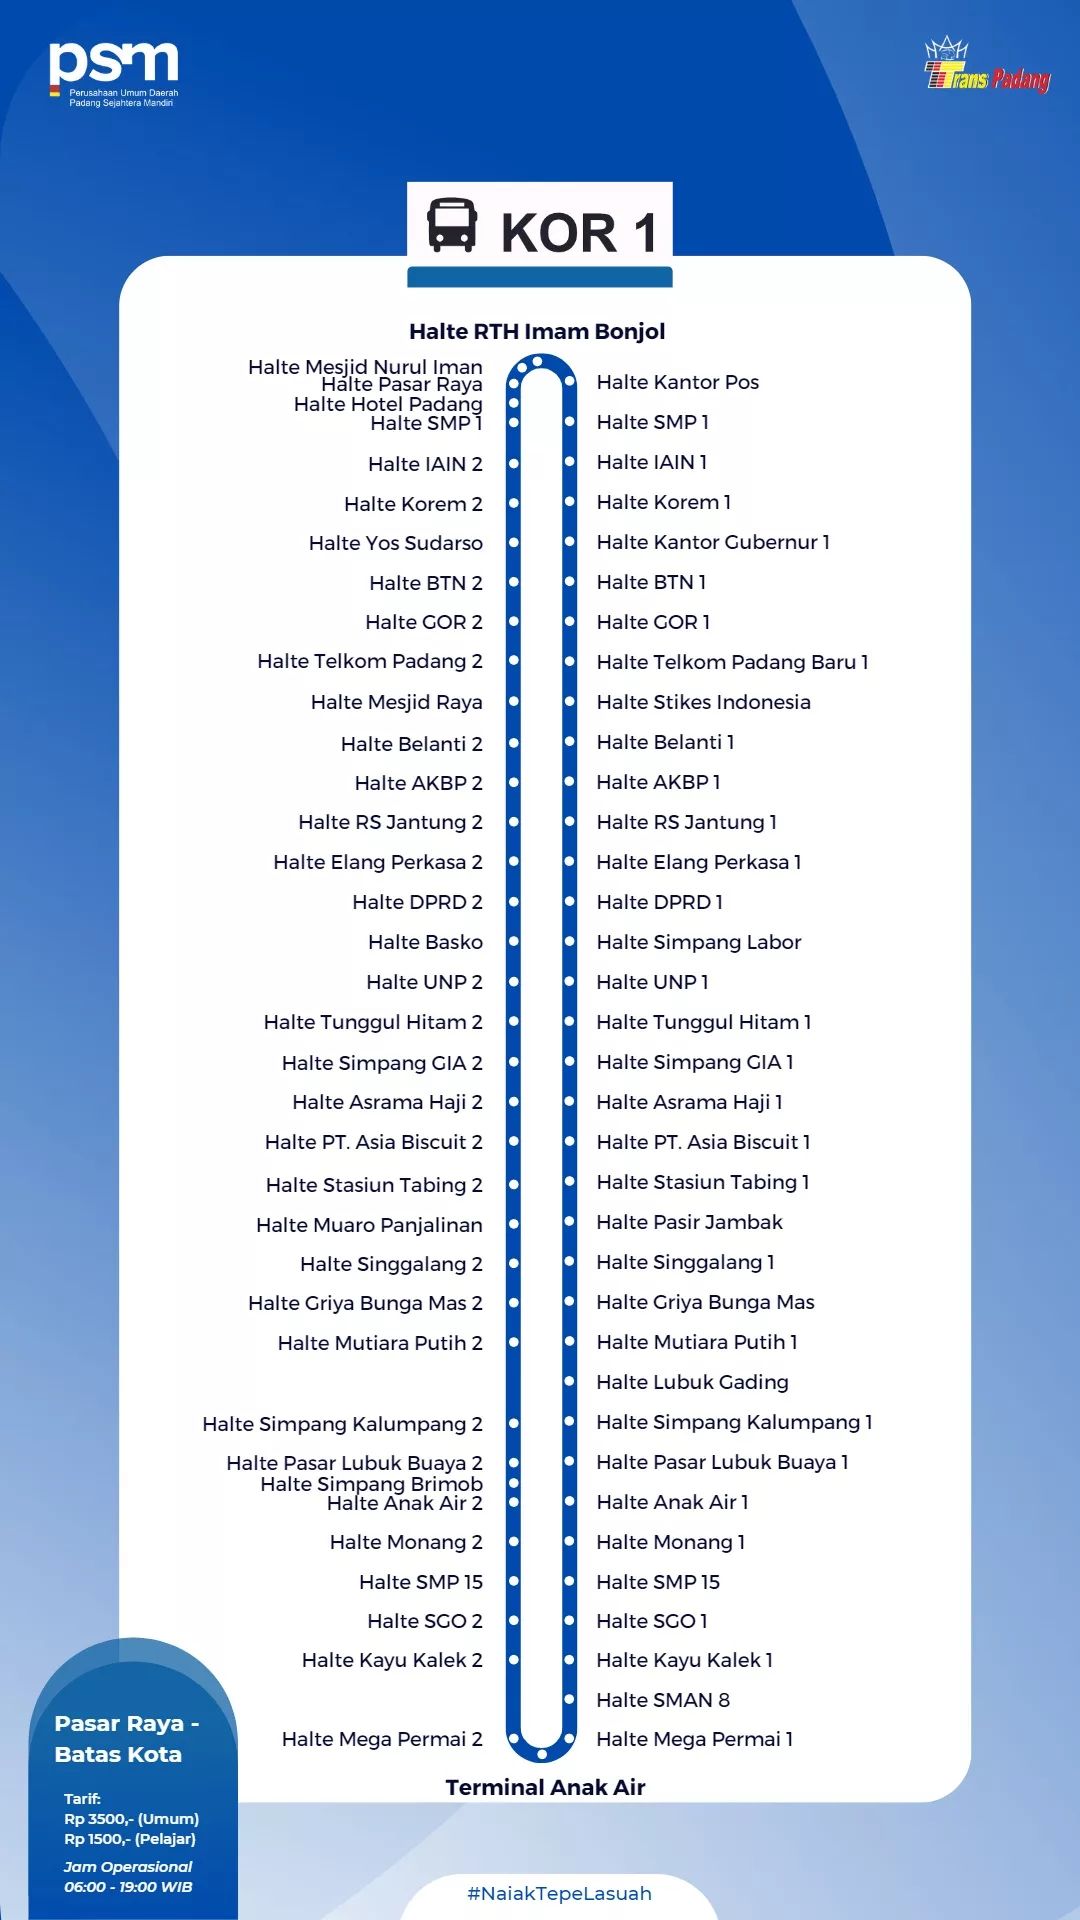 psm
Perusahaan Umum Daerah
Padang Sejahtera Mandiri
Trans Padang
KOR 1
Halte RTH Imam Bonjol
Halte Mesjid Nurul Iman
Halte Pasar Raya
Halte Hotel Padang
Halte SMP 1
Halte IAIN 2
Halte Korem 2
Halte Yos Sudarso
Halte BTN 2
Halte GOR 2
Halte Telkom Padang 2
Halte Mesjid Raya
Halte Belanti 2
Halte AKBP 2
Halte RS Jantung 2
Halte Elang Perkasa 2
Halte DPRD 2
Halte Basko
Halte UNP 2
Halte Tunggul Hitam 2
Halte Simpang GIA 2
Halte Asrama Haji 2
Halte PT. Asia Biscuit 2
Halte Stasiun Tabing 2
Halte Muaro Panjalinan
Halte Singgalang 2
Halte Griya Bunga Mas 2
Halte Mutiara Putih 2
Halte Simpang Kalumpang 2
Halte Pasar Lubuk Buaya 2
Halte Simpang Brimob
Halte Anak Air 2
Halte Monang 2
Halte SMP 15
Halte SGO 2
Halte Kayu Kalek 2
Halte Mega Permai 2
Halte Kantor Pos
Halte SMP 1
Halte IAIN 1
Halte Korem 1
Halte Kantor Gubernur 1
Halte BTN 1
Halte GOR 1
Halte Telkom Padang Baru 1
Halte Stikes Indonesia
Halte Belanti 1
Halte AKBP 1
Halte RS Jantung 1
Halte Elang Perkasa 1
Halte DPRD 1
Halte Simpang Labor
Halte UNP 1
Halte Tunggul Hitam 1
Halte Simpang GIA 1
Halte Asrama Haji 1
Halte PT. Asia Biscuit 1
Halte Stasiun Tabing 1
Halte Pasir Jambak
Halte Singgalang 1
Halte Griya Bunga Mas
Halte Mutiara Putih 1
Halte Lubuk Gading
Halte Simpang Kalumpang 1
Halte Pasar Lubuk Buaya 1
Halte Anak Air 1
Halte Monang 1
Halte SMP 15
Halte SGO 1
Halte Kayu Kalek 1
Halte SMAN 8
Halte Mega Permai 1
Terminal Anak Air
Pasar Raya -
Batas Kota
Tarif:
Rp 3500,- (Umum)
Rp 1500,- (Pelajar)
Jam Operasional
06:00 - 19:00 WIB
#NaiakTepeLasuah